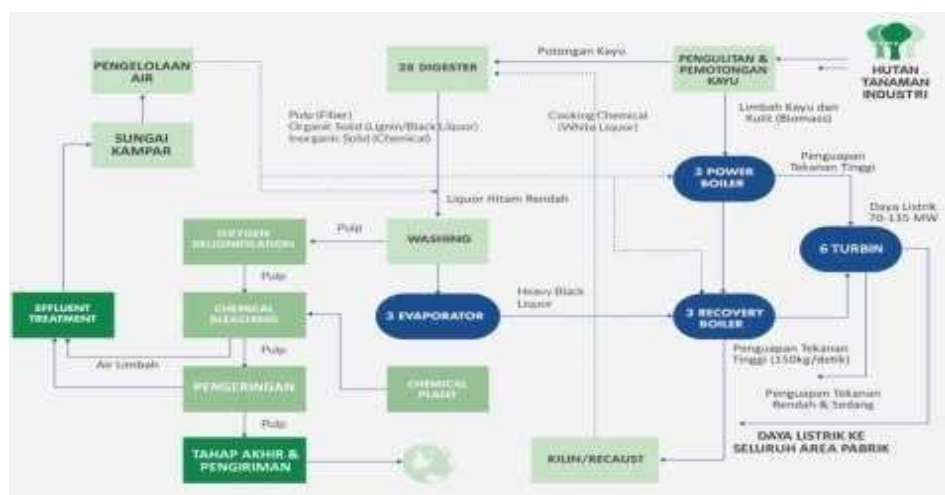 PENGELOLAAN
AIR
28 DIGESTER
Potongan Kayu
PENGULITAN &
PEMOTONGAN
KAYU
HUTAN
TANAMAN
INDUSTRI
SUNGAI
KAMPAR
Pulp (Fiber)
Organic Solid (Lignin/Black Liquor)
Inorganic Solid (Chemical)
Cooking Chemical
(White Liquor)
Limbah Kayu dan
Kulit (Biomass)
3 POWER
BOILER
Penguapan
Tekanan Tinggi
Liquor Hitam Rendah
Daya Listrik
70-135 MW
OXYGEN
DELIGNIFICATION
Pulp
WASHING
6 TURBIN
Pulp
EFFLUENT
TREATMENT
CHEMICAL
BLEACHING
3 EVAPORATOR
Heavy Black
Liquor
3 RECOVERY
BOILER
Pulp
Air Limbah
Penguapan Tekanan
Tinggi (150kg/detik)
PENGERINGAN
CHEMICAL
PLANT
Penguapan Tekanan
Rendah & Sedang
Pulp
DAYA LISTRIK KE
SELURUH AREA PABRIK
TAHAP AKHIR &
PENGIRIMAN
KILIN/RECAUST